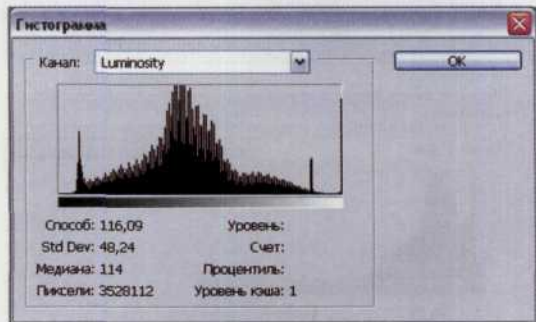 Гистограмма
Канал: Luminosity
OK
Способ: 116,09 Уровень:
Std Dev: 48,24 Счет:
Медиана: 114 Процентиль:
Пиксели: 3528112 Уровень кэша: 1